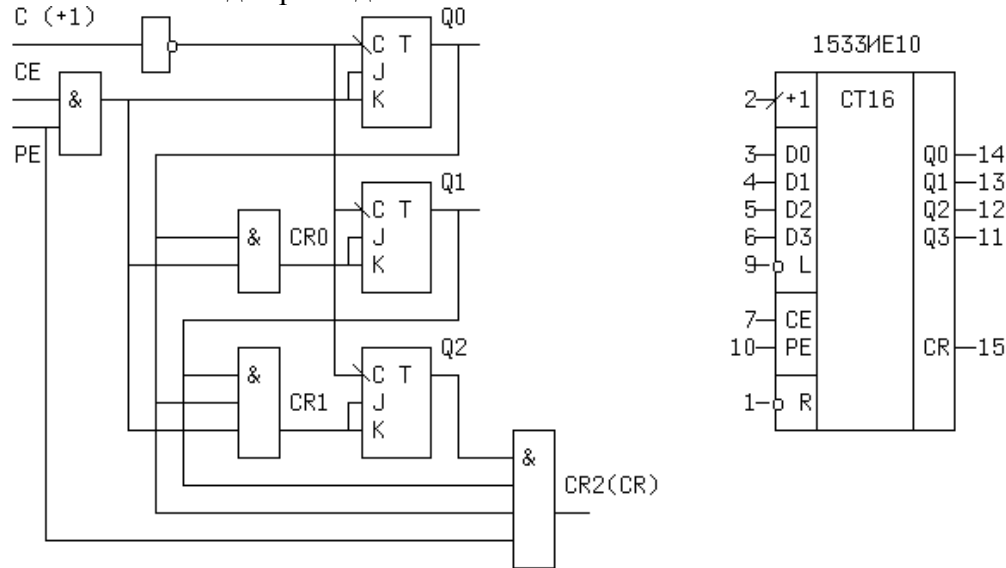 C (+1)
Q0
C T
J
K
CE
&
PE
Q1
C T
J
K
&
CR0
Q2
C T
J
K
&
CR1
&
CR2(CR)
1533ИЕ10
2 +1 CT16
3 D0 Q0 14
4 D1 Q1 13
5 D2 Q2 12
6 D3 Q3 11
9 L
7 CE
10 PE CR 15
1 R